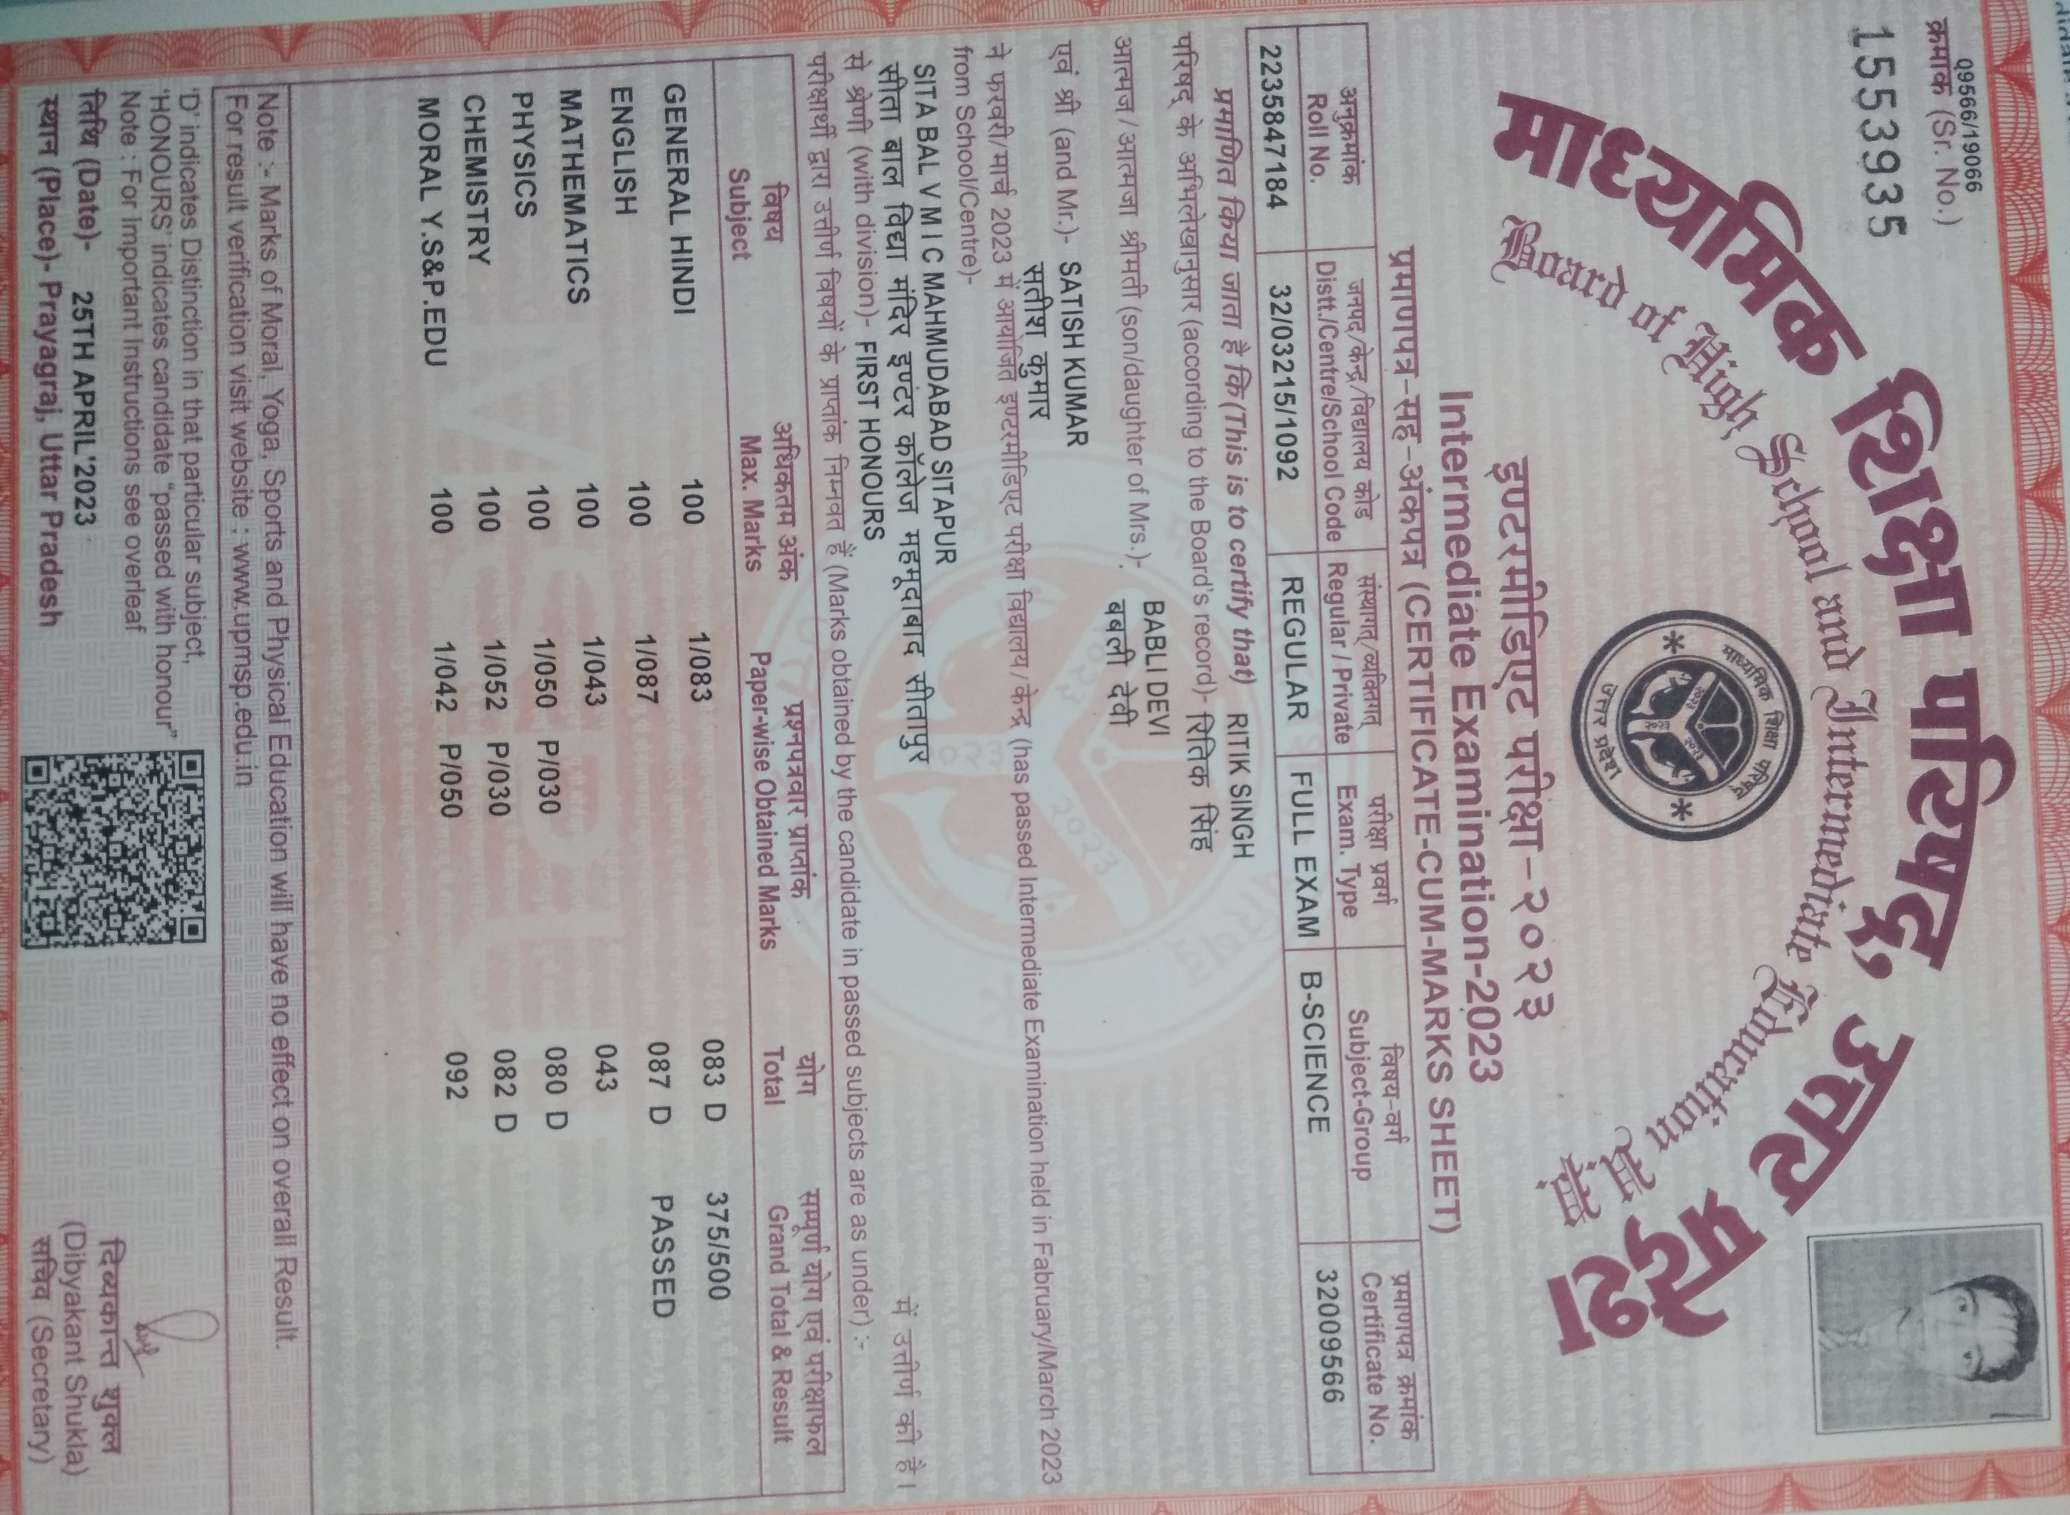 09566/19066
क्रमांक (Sr. No.)
15539935
माध्यमिक शिक्षा परिषद्, उत्तर प्रदेश
Board of High School and Intermediate Education U.P.
माध्यमिक शिक्षा परिषद्
उत्तर प्रदेश
इण्टरमीडिएट परीक्षा-२०२३
Intermediate Examination-2023
प्रमाणपत्र-सह-अंकपत्र (CERTIFICATE-CUM-MARKS SHEET)
अनुक्रमांक जनपद/केन्द्र/विद्यालय कोड संस्थागत्/व्यक्तिगत् परीक्षा प्रवर्ग विषय-वर्ग प्रमाणपत्र क्रमांक
Roll No. Distt./Centre/School Code Regular / Private Exam. Type Subject-Group Certificate No.
2235847184 32/03215/1092 REGULAR FULL EXAM B-SCIENCE 32009566
प्रमाणित किया जाता है कि (This is to certify that) RITIK SINGH
परिषद् के अभिलेखानुसार (according to the Board's record)- रितिक सिंह
BABLI DEVI
आत्मज / आत्मजा श्रीमती (son/daughter of Mrs.)- बबली देवी
एवं श्री (and Mr.)- SATISH KUMAR
सतीश कुमार
ने फरवरी/मार्च 2023 में आयोजित इण्टरमीडिएट परीक्षा विद्यालय / केन्द्र (has passed Intermediate Examination held in Fabruary/March 2023
from School/Centre)-
SITA BAL V M I C MAHMUDABAD SITAPUR
सीता बाल विद्या मंदिर इण्टर कॉलेज महमूदाबाद सीतापुर
से श्रेणी (with division)- FIRST HONOURS में उत्तीर्ण की है।
परीक्षार्थी द्वारा उत्तीर्ण विषयों के प्राप्तांक निम्नवत हैं (Marks obtained by the candidate in passed subjects are as under) :-
विषय अधिकतम अंक प्रश्नपत्रवार प्राप्तांक योग सम्पूर्ण योग एवं परीक्षाफल
Subject Max. Marks Paper-wise Obtained Marks Total Grand Total & Result
GENERAL HINDI 100 1/083 083 D 375/500
ENGLISH 100 1/087 087 D PASSED
MATHEMATICS 100 1/043 043
PHYSICS 100 1/050 P/030 080 D
CHEMISTRY 100 1/052 P/030 082 D
MORAL Y.S&P.EDU 100 1/042 P/050 092
Note :- Marks of Moral, Yoga, Sports and Physical Education will have no effect on overall Result.
For result verification visit website : www.upmsp.edu.in
'D' indicates Distinction in that particular subject,
'HONOURS' indicates candidate "passed with honour"
Note : For Important Instructions see overleaf
तिथि (Date)- 25TH APRIL'2023
स्थान (Place)- Prayagraj, Uttar Pradesh
दिव्यकान्त शुक्ल
(Dibyakant Shukla)
सचिव (Secretary)